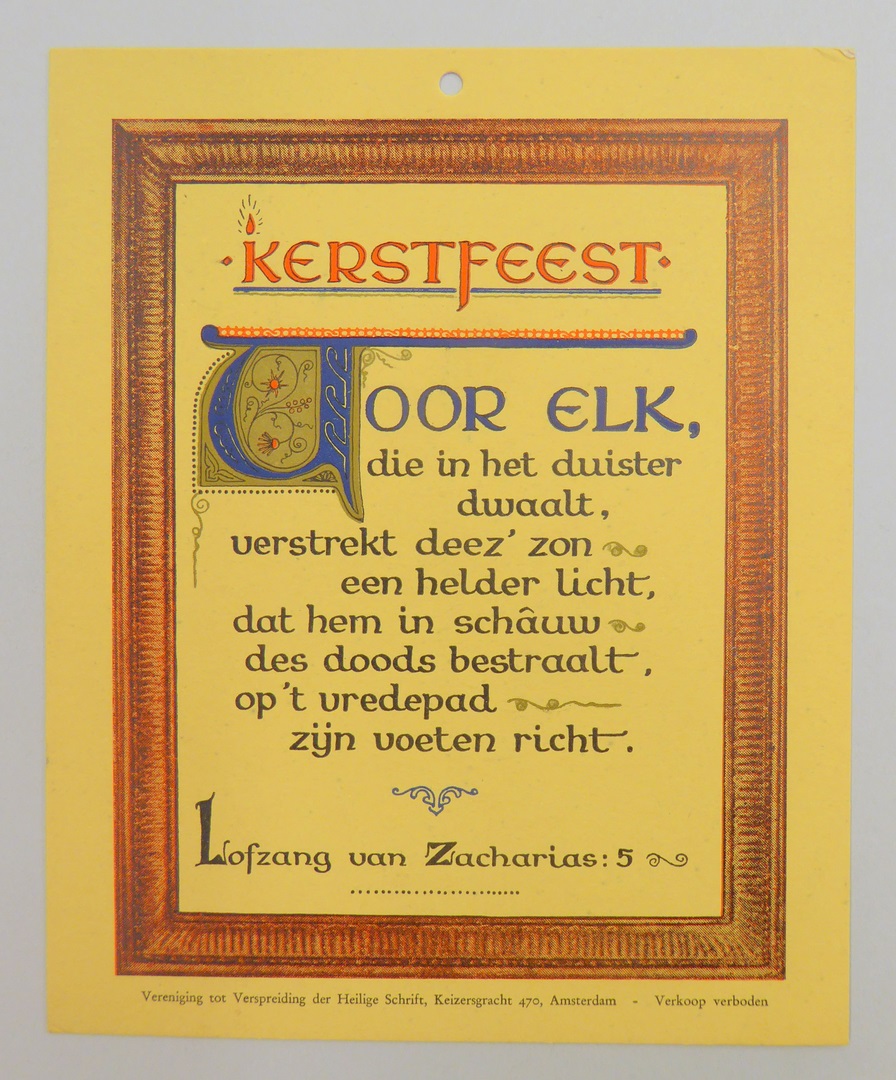 KERSTFEEST
VOOR ELK,
die in het duister
dwaalt,
verstrekt deez' zon
een helder licht,
dat hem in schâuw
des doods bestraalt,
op 't vredepad
zijn voeten richt.
Lofzang van Zacharias: 5
Vereniging tot Verspreiding der Heilige Schrift, Keizersgracht 470, Amsterdam - Verkoop verboden